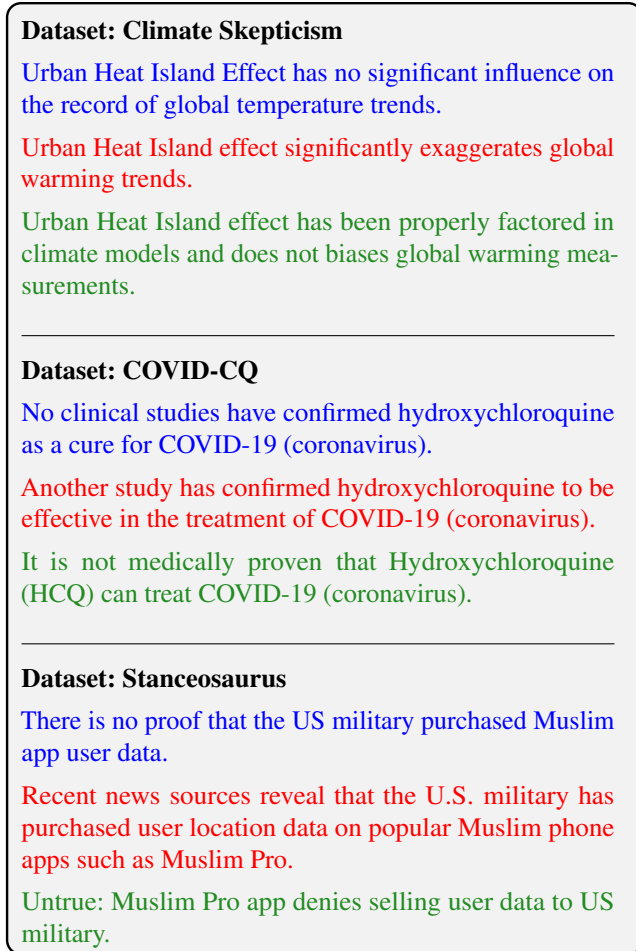 Dataset: Climate Skepticism
Urban Heat Island Effect has no significant influence on
the record of global temperature trends.
Urban Heat Island effect significantly exaggerates global
warming trends.
Urban Heat Island effect has been properly factored in
climate models and does not biases global warming mea-
surements.
Dataset: COVID-CQ
No clinical studies have confirmed hydroxychloroquine
as a cure for COVID-19 (coronavirus).
Another study has confirmed hydroxychloroquine to be
effective in the treatment of COVID-19 (coronavirus).
It is not medically proven that Hydroxychloroquine
(HCQ) can treat COVID-19 (coronavirus).
Dataset: Stanceosaurus
There is no proof that the US military purchased Muslim
app user data.
Recent news sources reveal that the U.S. military has
purchased user location data on popular Muslim phone
apps such as Muslim Pro.
Untrue: Muslim Pro app denies selling user data to US
military.